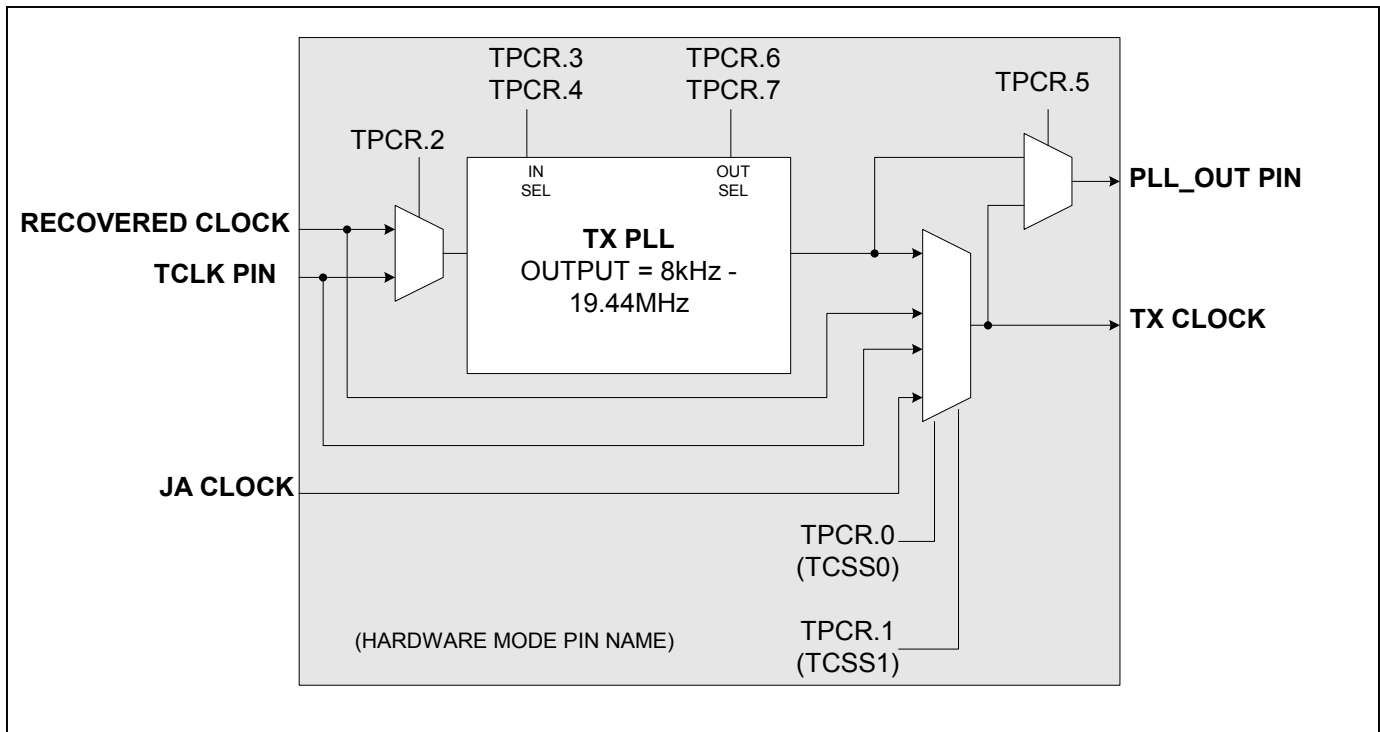 TPCR.3
TPCR.4
TPCR.6
TPCR.7
TPCR.5
TPCR.2
IN
SEL
OUT
SEL
PLL_OUT PIN
RECOVERED CLOCK
TX PLL
OUTPUT = 8kHz -
19.44MHz
TCLK PIN
TX CLOCK
JA CLOCK
TPCR.0
(TCSS0)
TPCR.1
(TCSS1)
(HARDWARE MODE PIN NAME)